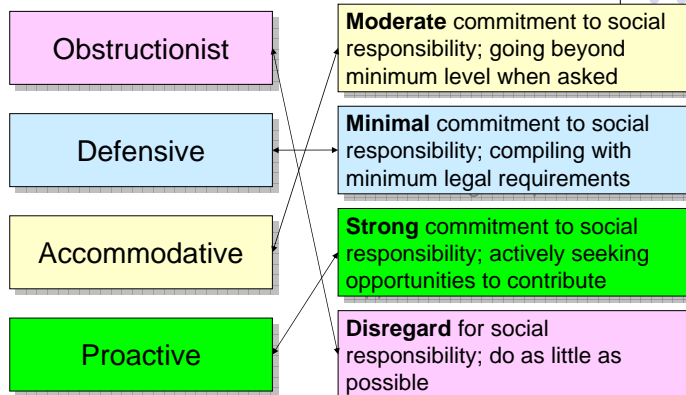 Obstructionist
Moderate commitment to social
responsibility; going beyond
minimum level when asked
Defensive
Minimal commitment to social
responsibility; compiling with
minimum legal requirements
Accommodative
Strong commitment to social
responsibility; actively seeking
opportunities to contribute
Proactive
Disregard for social
responsibility; do as little as
possible